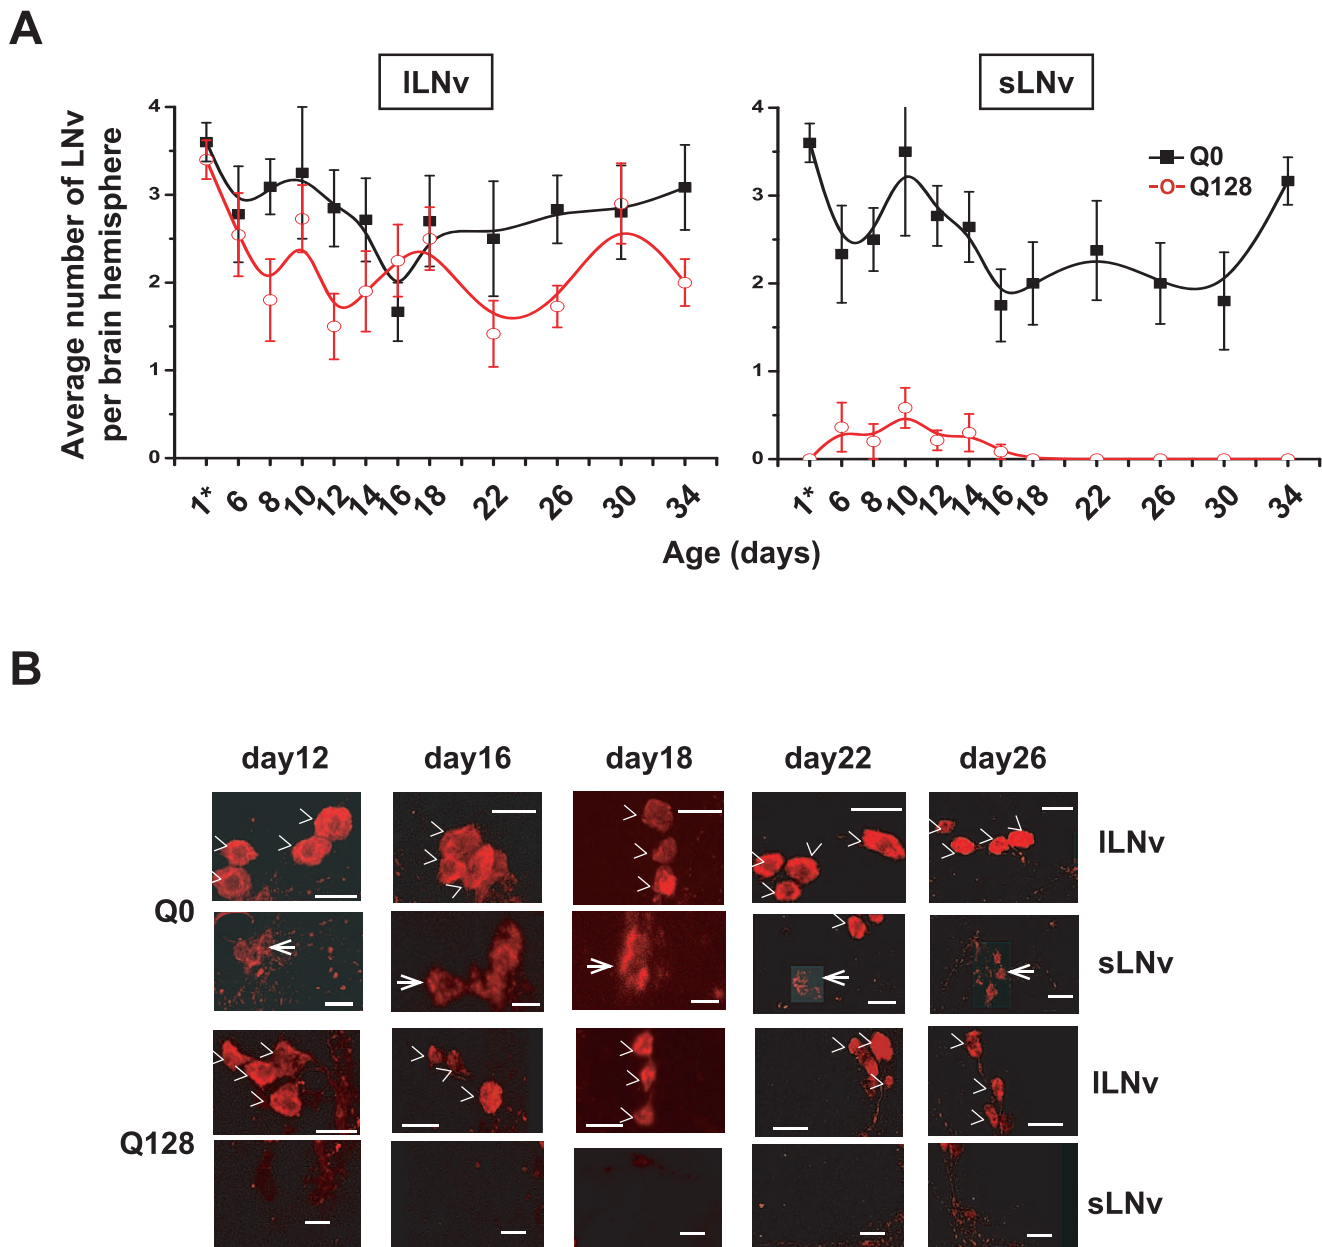 A
lLNv
sLNv
Average number of LNv
per brain hemisphere
4
3
2
1
0
1* 6 8 10 12 14 16 18 22 26 30 34
4
3
2
1
0
1* 6 8 10 12 14 16 18 22 26 30 34
Q0
Q128
Age (days)
B
day12 day16 day18 day22 day26
Q0
lLNv
sLNv
Q128
lLNv
sLNv